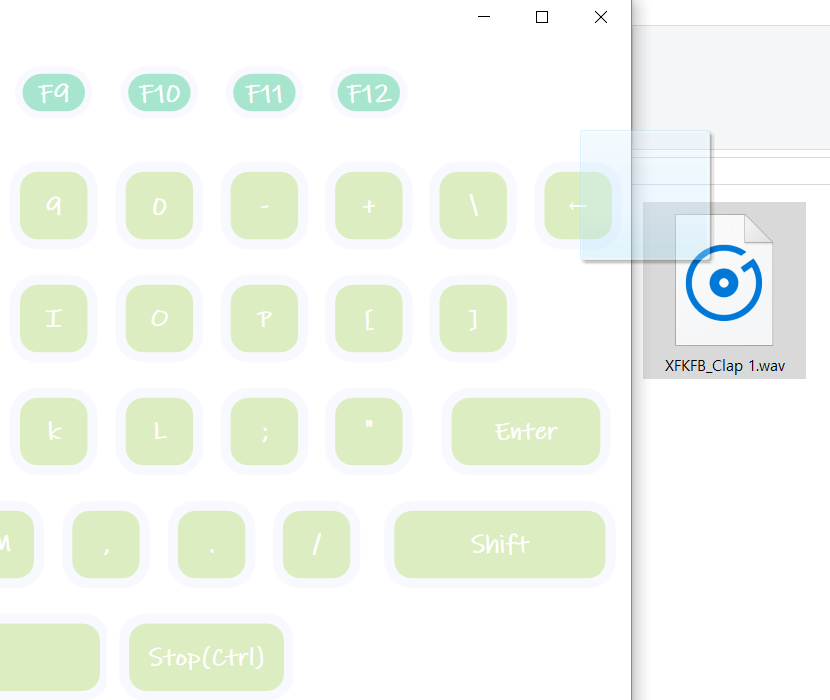 F9 F10 F11 F12
9 0 - + \ ←
I O P [ ]
k L ; " Enter
XFKFB_Clap 1.wav
M , . / Shift
Stop(Ctrl)